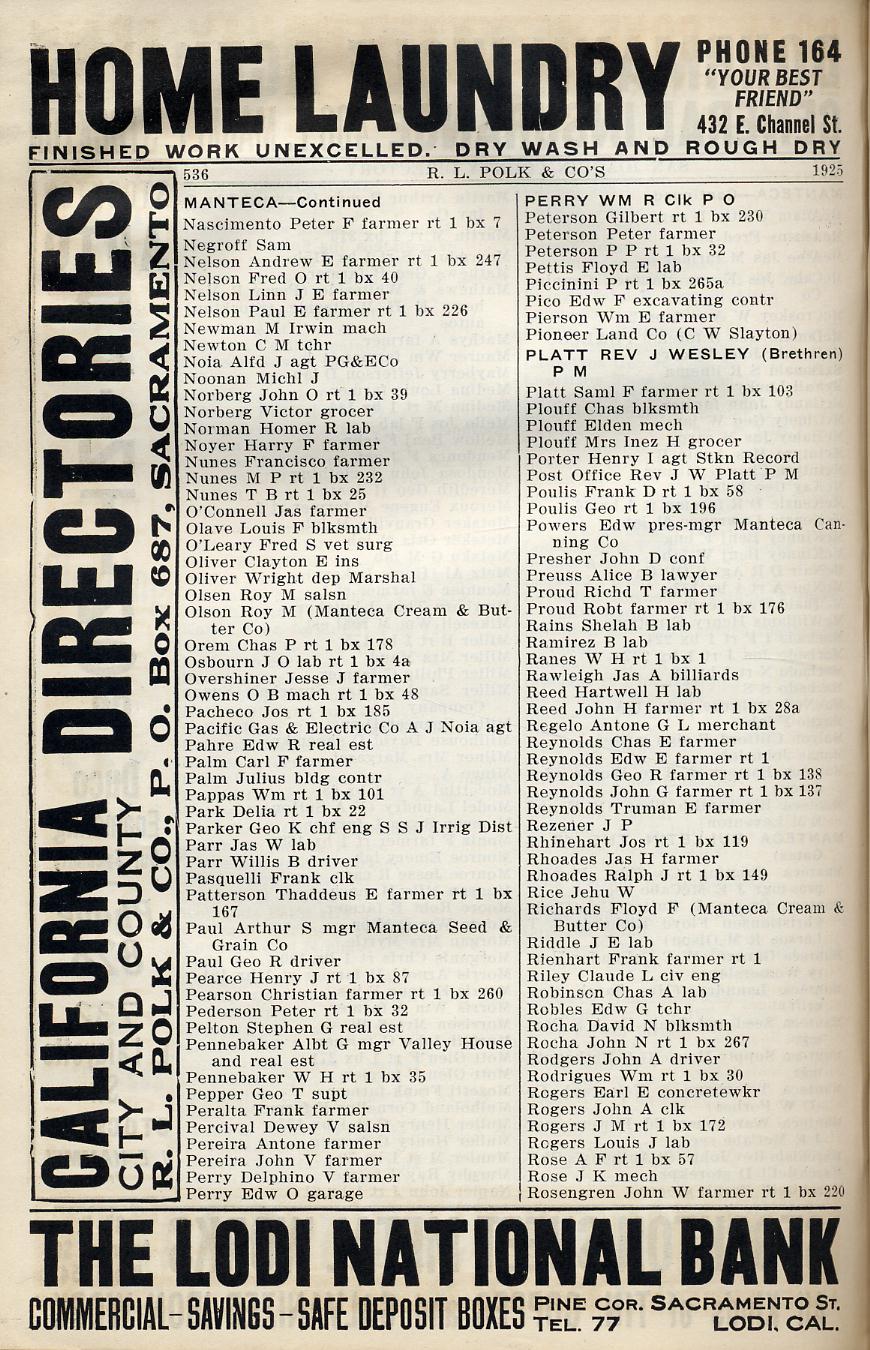 HOME LAUNDRY
PHONE 164
"YOUR BEST
FRIEND"
432 E. Channel St.
FINISHED WORK UNEXCELLED. DRY WASH AND ROUGH DRY
CALIFORNIA DIRECTORIES
CITY AND COUNTY
R. L. POLK & CO., P. O. Box 687, SACRAMENTO
536 R. L. POLK & CO'S 1925
MANTECA—Continued
Nascimento Peter F farmer rt 1 bx 7
Negroff Sam
Nelson Andrew E farmer rt 1 bx 247
Nelson Fred O rt 1 bx 40
Nelson Linn J E farmer
Nelson Paul E farmer rt 1 bx 226
Newman M Irwin mach
Newton C M tchr
Noia Alfd J agt PG&ECo
Noonan Michl J
Norberg John O rt 1 bx 39
Norberg Victor grocer
Norman Homer R lab
Noyer Harry F farmer
Nunes Francisco farmer
Nunes M P rt 1 bx 232
Nunes T B rt 1 bx 25
O'Connell Jas farmer
Olave Louis F blksmth
O'Leary Fred S vet surg
Oliver Clayton E ins
Oliver Wright dep Marshal
Olsen Roy M salsn
Olson Roy M (Manteca Cream & But-
ter Co)
Orem Chas P rt 1 bx 178
Osbourn J O lab rt 1 bx 4a
Overshiner Jesse J farmer
Owens O B mach rt 1 bx 48
Pacheco Jos rt 1 bx 185
Pacific Gas & Electric Co A J Noia agt
Pahre Edw R real est
Palm Carl F farmer
Palm Julius bldg contr
Pappas Wm rt 1 bx 101
Park Delia rt 1 bx 22
Parker Geo K chf eng S S J Irrig Dist
Parr Jas W lab
Parr Willis B driver
Pasquelli Frank clk
Patterson Thaddeus E farmer rt 1 bx
167
Paul Arthur S mgr Manteca Seed &
Grain Co
Paul Geo R driver
Pearce Henry J rt 1 bx 87
Pearson Christian farmer rt 1 bx 260
Pederson Peter rt 1 bx 32
Pelton Stephen G real est
Pennebaker Albt G mgr Valley House
and real est
Pennebaker W H rt 1 bx 35
Pepper Geo T supt
Peralta Frank farmer
Percival Dewey V salsn
Pereira Antone farmer
Pereira John V farmer
Perry Delphino V farmer
Perry Edw O garage
PERRY WM R Clk P O
Peterson Gilbert rt 1 bx 230
Peterson Peter farmer
Peterson P P rt 1 bx 32
Pettis Floyd E lab
Piccinini P rt 1 bx 265a
Pico Edw F excavating contr
Pierson Wm E farmer
Pioneer Land Co (C W Slayton)
PLATT REV J WESLEY (Brethren)
P M
Platt Saml F farmer rt 1 bx 103
Plouff Chas blksmth
Plouff Elden mech
Plouff Mrs Inez H grocer
Porter Henry I agt Stkn Record
Post Office Rev J W Platt P M
Poulis Frank D rt 1 bx 58
Poulis Geo rt 1 bx 196
Powers Edw pres-mgr Manteca Can-
ning Co
Presher John D conf
Preuss Alice B lawyer
Proud Richd T farmer
Proud Robt farmer rt 1 bx 176
Rains Shelah B lab
Ramirez B lab
Ranes W H rt 1 bx 1
Rawleigh Jas A billiards
Reed Hartwell H lab
Reed John H farmer rt 1 bx 28a
Regelo Antone G L merchant
Reynolds Chas E farmer
Reynolds Edw E farmer rt 1
Reynolds Geo R farmer rt 1 bx 138
Reynolds John G farmer rt 1 bx 137
Reynolds Truman E farmer
Rezener J P
Rhinehart Jos rt 1 bx 119
Rhoades Jas H farmer
Rhoades Ralph J rt 1 bx 149
Rice Jehu W
Richards Floyd F (Manteca Cream &
Butter Co)
Riddle J E lab
Rienhart Frank farmer rt 1
Riley Claude L civ eng
Robinson Chas A lab
Robles Edw G tchr
Rocha David N blksmth
Rocha John N rt 1 bx 267
Rodgers John A driver
Rodrigues Wm rt 1 bx 30
Rogers Earl E concretewkr
Rogers John A clk
Rogers J M rt 1 bx 172
Rogers Louis J lab
Rose A F rt 1 bx 57
Rose J K mech
Rosengren John W farmer rt 1 bx 220
THE LODI NATIONAL BANK
COMMERCIAL–SAVINGS–SAFE DEPOSIT BOXES
PINE COR. SACRAMENTO ST.
TEL. 77 LODI, CAL.